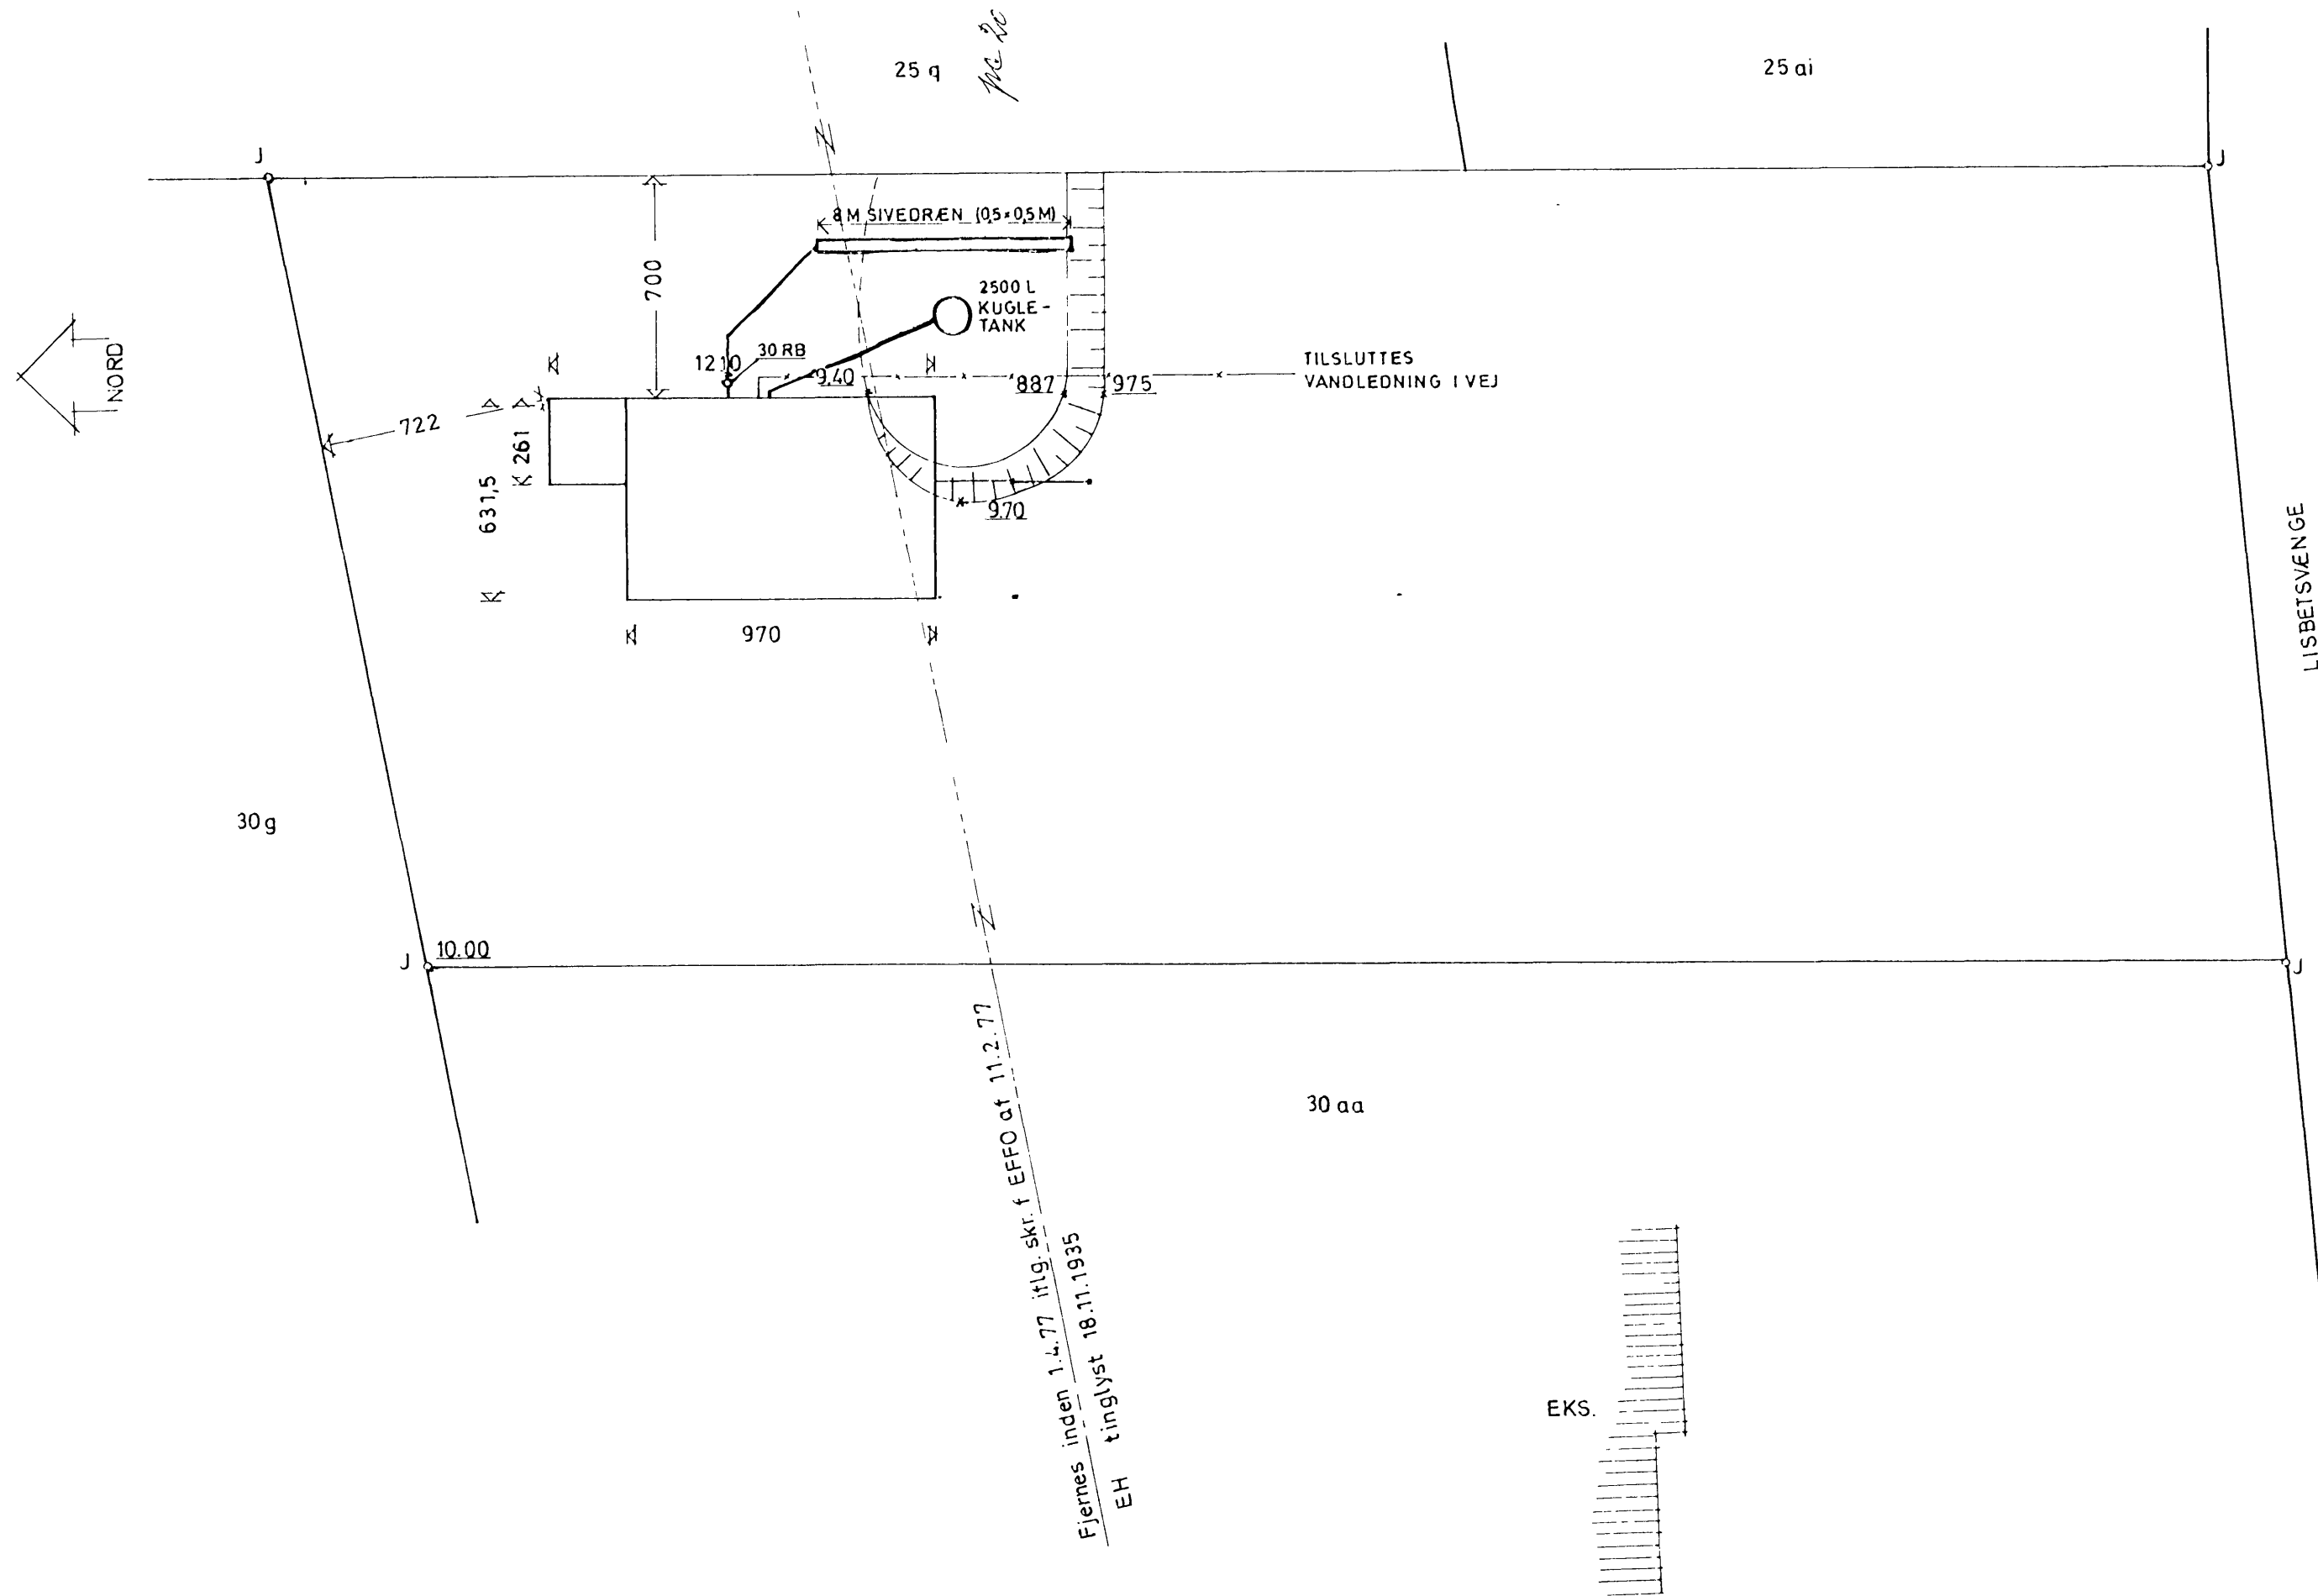 25 q
25 ai
J
J
8 M SIVEDRÆN (0,5×0,5 M)
700
2500 L
KUGLE-
TANK
NORD
30 RB
12.10
9.40
887
975
TILSLUTTES
VANDLEDNING I VEJ
722
261
631,5
9.70
970
LISBETSVÆNGE
30 g
10.00
J
J
Fjernes inden 1.4.77 iflg. skr. f EFFO af 11.2.77
EH tinglyst 18.11.1935
30 aa
EKS.